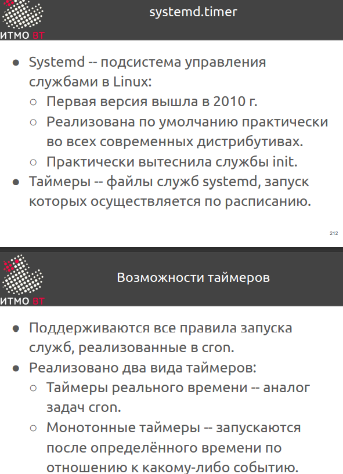 systemd.timer
ИТМО ВТ
● Systemd -- подсистема управления
службами в Linux:
○ Первая версия вышла в 2010 г.
○ Реализована по умолчанию практически
во всех современных дистрибутивах.
○ Практически вытеснила службы init.
● Таймеры -- файлы служб systemd, запуск
которых осуществляется по расписанию.
212
Возможности таймеров
ИТМО ВТ
● Поддерживаются все правила запуска
служб, реализованные в cron.
● Реализовано два вида таймеров:
○ Таймеры реального времени -- аналог
задач cron.
○ Монотонные таймеры -- запускаются
после определённого времени по
отношению к какому-либо событию.